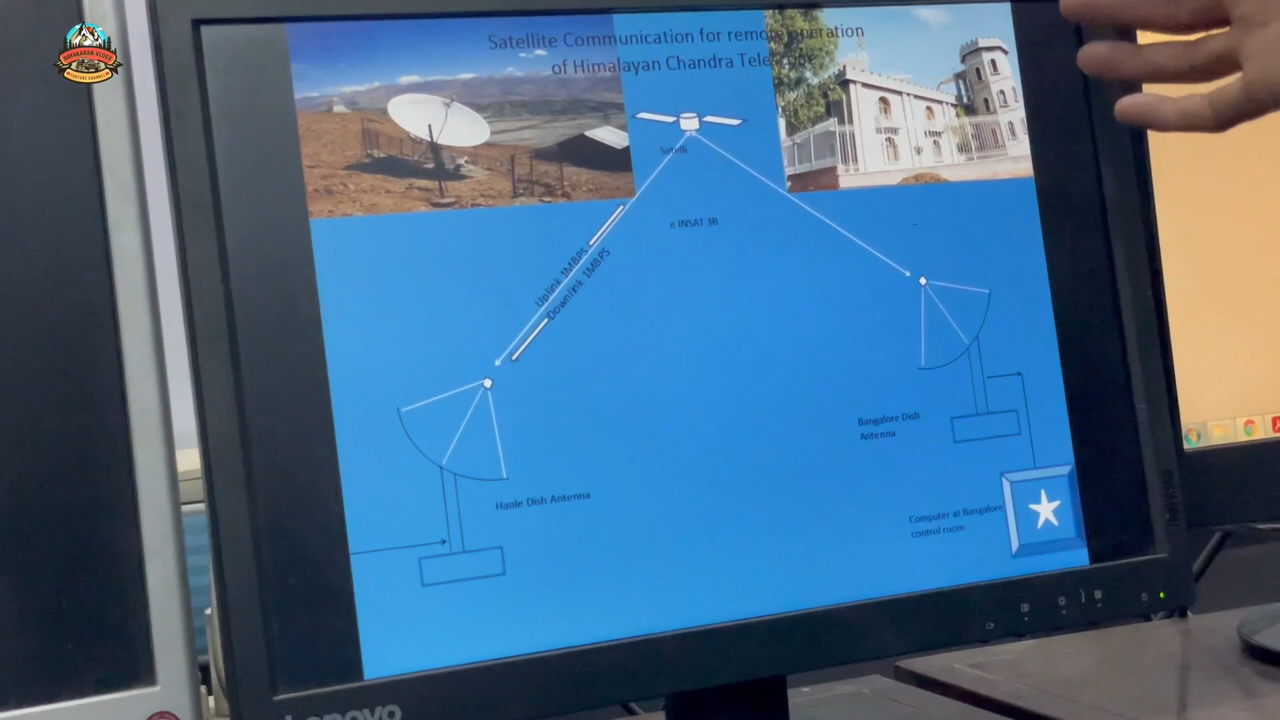 Satellite Communication for remote operation
of Himalayan Chandra Telescope
Satelli
e INSAT 3B
Uplink 1MBPS
Downlink 1MBPS
Bangalore Dish
Antenna
Hanle Dish Antenna
Computer at Bangalore
control room
lenovo